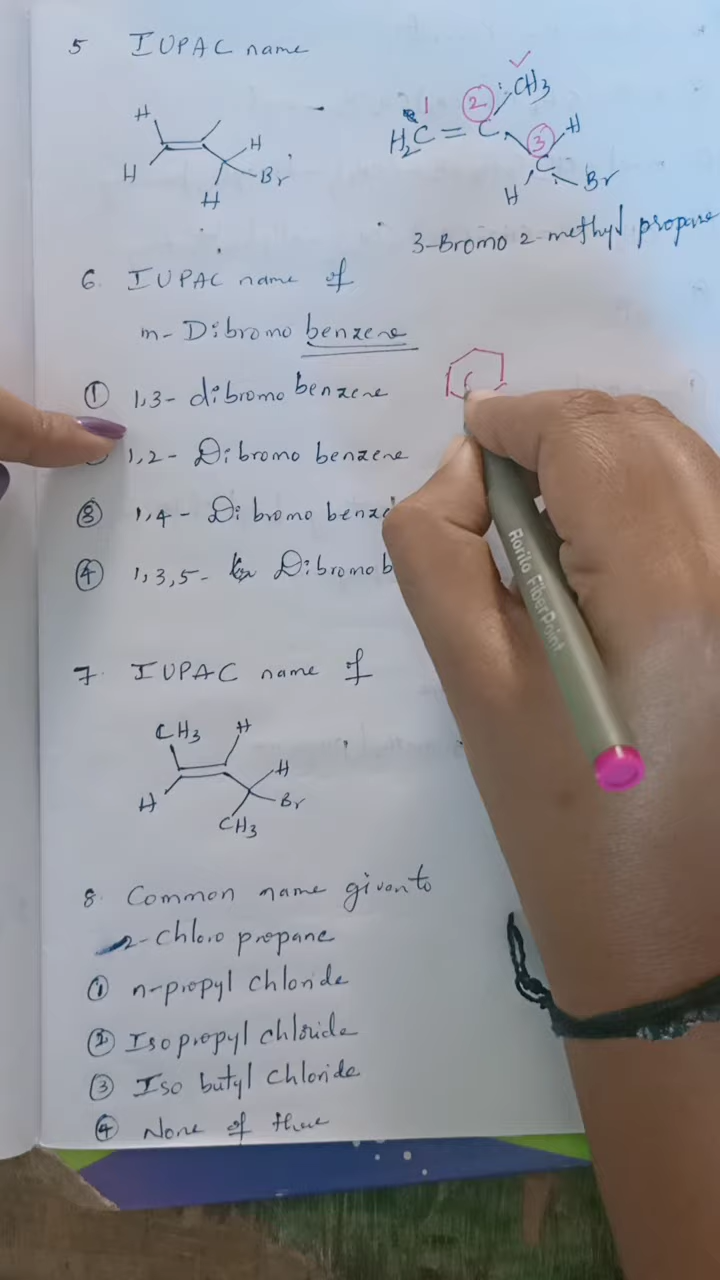 5 IUPAC name
H
H
H
Br
H
1 2 CH3
H2C = C 3 H
C
H Br
3-Bromo 2-methyl propane
6. IUPAC name of
m- Dibromo benzene
① 1,3- dibromo benzene
1,2- Dibromo benzene
③ 1,4- Dibromo benze
④ 1,3,5- Dibromo b
7. IUPAC name of
CH3 H
H
H Br
CH3
8. Common name given to
2-chloro propane
① n-propyl chloride
② Isopropyl chloride
③ Iso butyl chloride
④ None of these
Rorito FiberPoint